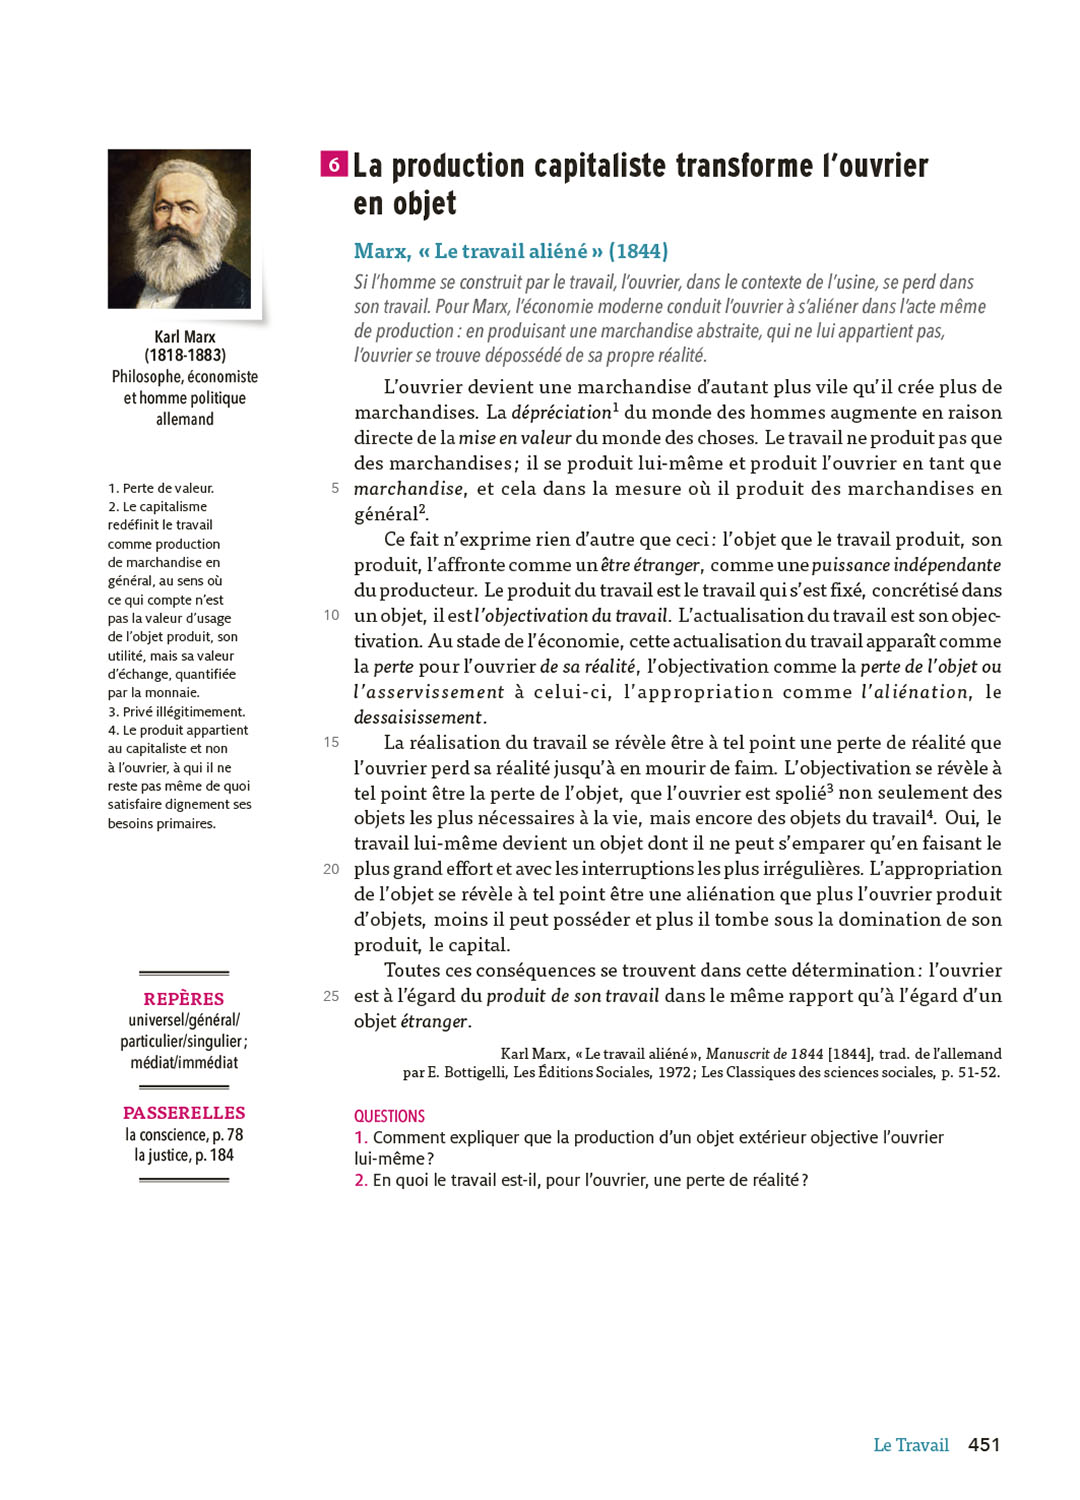 6 La production capitaliste transforme l’ouvrier
en objet
Marx, « Le travail aliéné » (1844)
Si l’homme se construit par le travail, l’ouvrier, dans le contexte de l’usine, se perd dans
son travail. Pour Marx, l’économie moderne conduit l’ouvrier à s’aliéner dans l’acte même
de production : en produisant une marchandise abstraite, qui ne lui appartient pas,
l’ouvrier se trouve dépossédé de sa propre réalité.
L’ouvrier devient une marchandise d’autant plus vile qu’il crée plus de
marchandises. La dépréciation1 du monde des hommes augmente en raison
directe de la mise en valeur du monde des choses. Le travail ne produit pas que
des marchandises ; il se produit lui-même et produit l’ouvrier en tant que
5 marchandise, et cela dans la mesure où il produit des marchandises en
général2.
Ce fait n’exprime rien d’autre que ceci : l’objet que le travail produit, son
produit, l’affronte comme un être étranger, comme une puissance indépendante
du producteur. Le produit du travail est le travail qui s’est fixé, concrétisé dans
10 un objet, il est l’objectivation du travail. L’actualisation du travail est son objec-
tivation. Au stade de l’économie, cette actualisation du travail apparaît comme
la perte pour l’ouvrier de sa réalité, l’objectivation comme la perte de l’objet ou
l’asservissement à celui-ci, l’appropriation comme l’aliénation, le
dessaisissement.
15 La réalisation du travail se révèle être à tel point une perte de réalité que
l’ouvrier perd sa réalité jusqu’à en mourir de faim. L’objectivation se révèle à
tel point être la perte de l’objet, que l’ouvrier est spolié3 non seulement des
objets les plus nécessaires à la vie, mais encore des objets du travail4. Oui, le
travail lui-même devient un objet dont il ne peut s’emparer qu’en faisant le
20 plus grand effort et avec les interruptions les plus irrégulières. L’appropriation
de l’objet se révèle à tel point être une aliénation que plus l’ouvrier produit
d’objets, moins il peut posséder et plus il tombe sous la domination de son
produit, le capital.
Toutes ces conséquences se trouvent dans cette détermination : l’ouvrier
25 est à l’égard du produit de son travail dans le même rapport qu’à l’égard d’un
objet étranger.
Karl Marx, « Le travail aliéné », Manuscrit de 1844 [1844], trad. de l’allemand
par E. Bottigelli, Les Éditions Sociales, 1972 ; Les Classiques des sciences sociales, p. 51-52.
QUESTIONS
1. Comment expliquer que la production d’un objet extérieur objective l’ouvrier
lui-même ?
2. En quoi le travail est-il, pour l’ouvrier, une perte de réalité ?
Karl Marx
(1818-1883)
Philosophe, économiste
et homme politique
allemand
1. Perte de valeur.
2. Le capitalisme
redéfinit le travail
comme production
de marchandise en
général, au sens où
ce qui compte n’est
pas la valeur d’usage
de l’objet produit, son
utilité, mais sa valeur
d’échange, quantifiée
par la monnaie.
3. Privé illégitimement.
4. Le produit appartient
au capitaliste et non
à l’ouvrier, à qui il ne
reste pas même de quoi
satisfaire dignement ses
besoins primaires.
REPÈRES
universel/général/
particulier/singulier ;
médiat/immédiat
PASSERELLES
la conscience, p. 78
la justice, p. 184
Le Travail 451